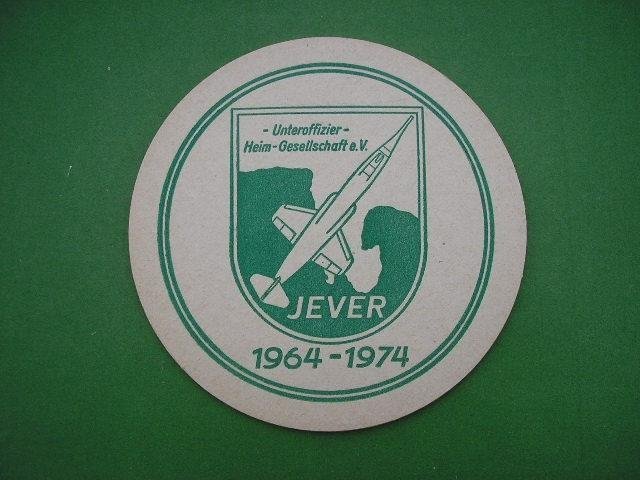 - Unteroffizier -
Heim-Gesellschaft e.V.
JEVER
1964-1974